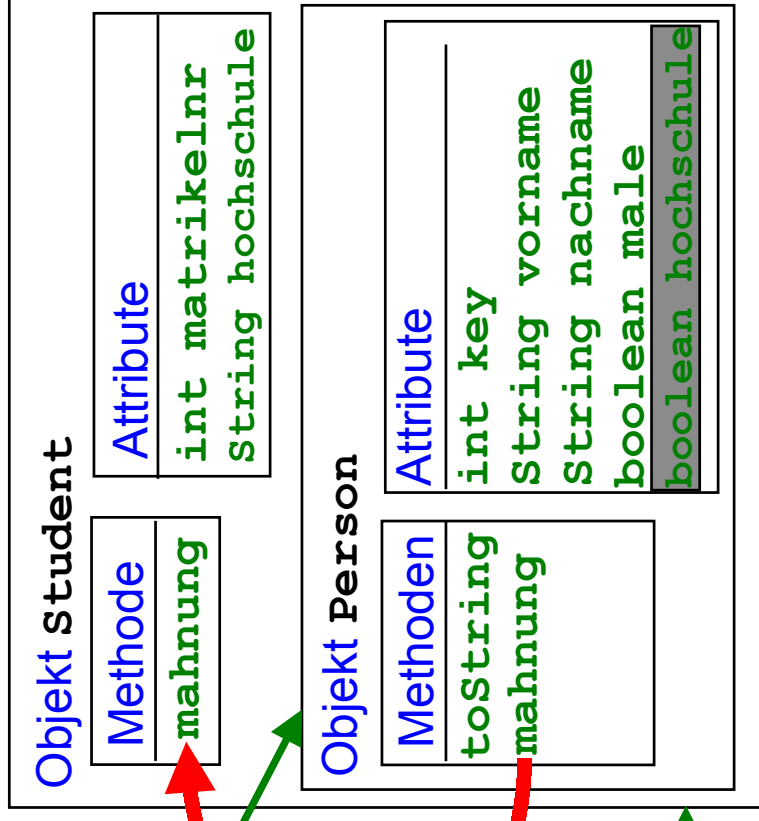 Objekt Student
Methode
mahnung
Attribute
int matrikelnr
String hochschule
Objekt Person
Methoden
toString
mahnung
Attribute
int key
String vorname
String nachname
boolean male
boolean hochschule